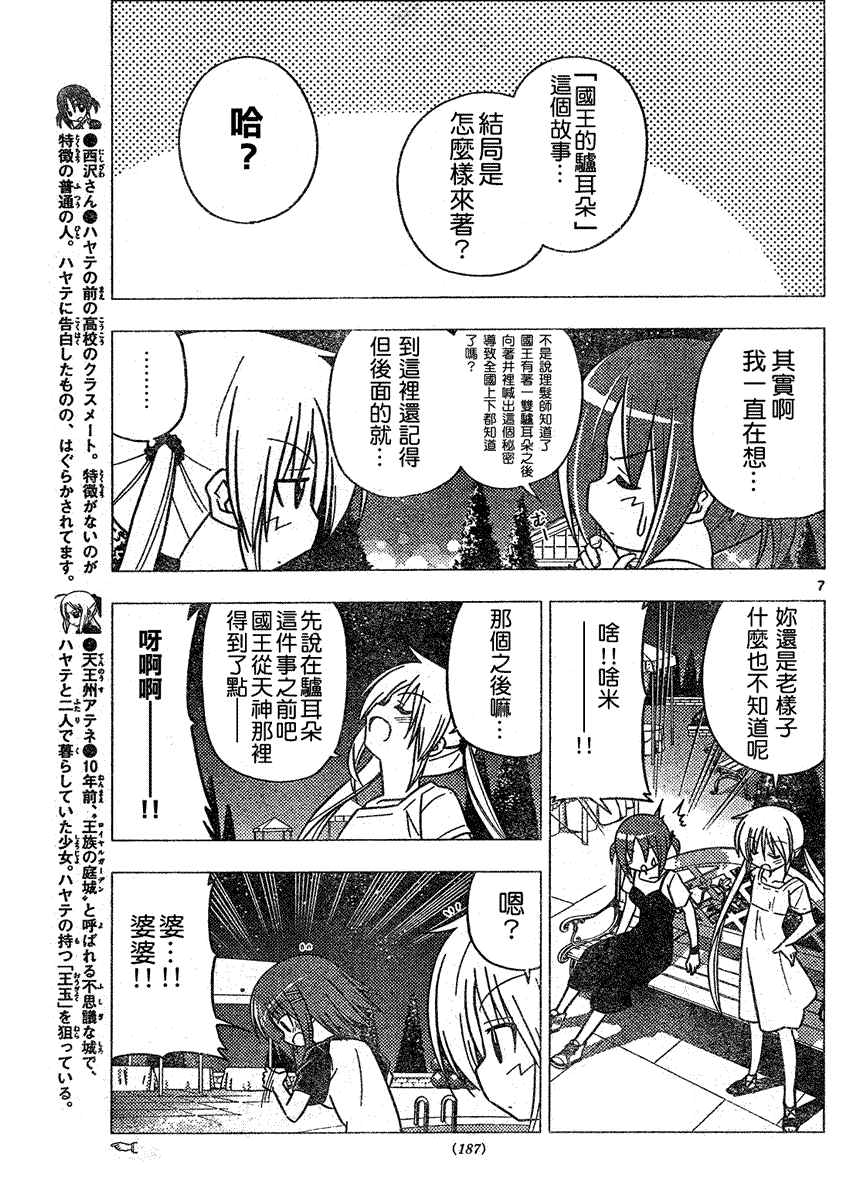 「國王的驢耳朵」
這個故事…
結局是
怎麼樣來著？
哈？
其實啊
我一直在想…
不是說理髮師知道了
國王有著一雙驢耳朵之後
向著井裡喊出這個秘密
導致全國上下都知道
了嗎？
到這裡還記得
但後面的就…
………
む
7
妳還是老樣子
什麼也不知道呢
啥!!啥米
——!!
那個之後嘛…
先說在驢耳朵
這件事之前吧
國王從天神那裡
得到了點——
呀啊啊——!!
嗯？
婆…!!
婆婆!!
●西沢さん●ハヤテの前の高校のクラスメート。特徴がないのが
特徴の普通の人。ハヤテに告白したものの、はぐらかされてます。
●天王州アテネ●10年前、“王族の庭城”と呼ばれる不思議な城で、
ハヤテと二人で暮らしていた少女。ハヤテの持つ「王玉」を狙っている。
(187)